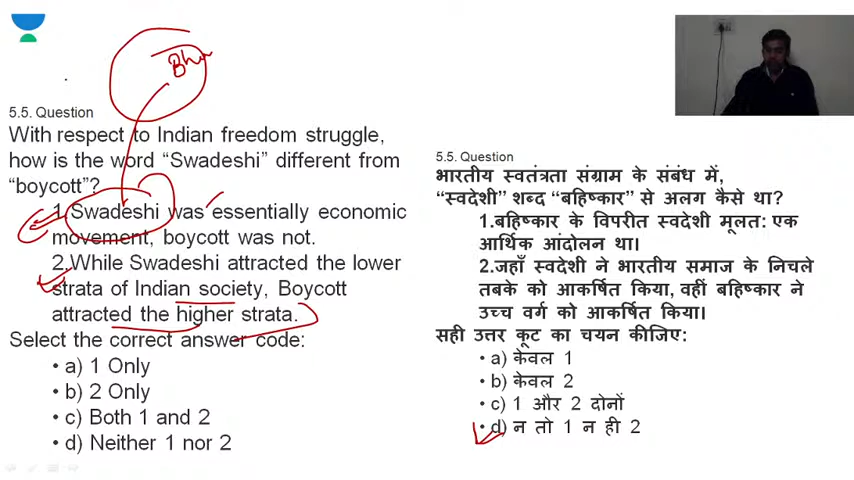 5.5. Question
With respect to Indian freedom struggle,
how is the word “Swadeshi” different from
“boycott”?
1. Swadeshi was essentially economic
movement, boycott was not.
2. While Swadeshi attracted the lower
strata of Indian society, Boycott
attracted the higher strata.
Select the correct answer code:
• a) 1 Only
• b) 2 Only
• c) Both 1 and 2
• d) Neither 1 nor 2
5.5. Question
भारतीय स्वतंत्रता संग्राम के संबंध में,
“स्वदेशी” शब्द “बहिष्कार” से अलग कैसे था?
1.बहिष्कार के विपरीत स्वदेशी मूलत: एक
आर्थिक आंदोलन था।
2.जहाँ स्वदेशी ने भारतीय समाज के निचले
तबके को आकर्षित किया, वहीं बहिष्कार ने
उच्च वर्ग को आकर्षित किया।
सही उत्तर कूट का चयन कीजिए:
• a) केवल 1
• b) केवल 2
• c) 1 और 2 दोनों
• d) न तो 1 न ही 2